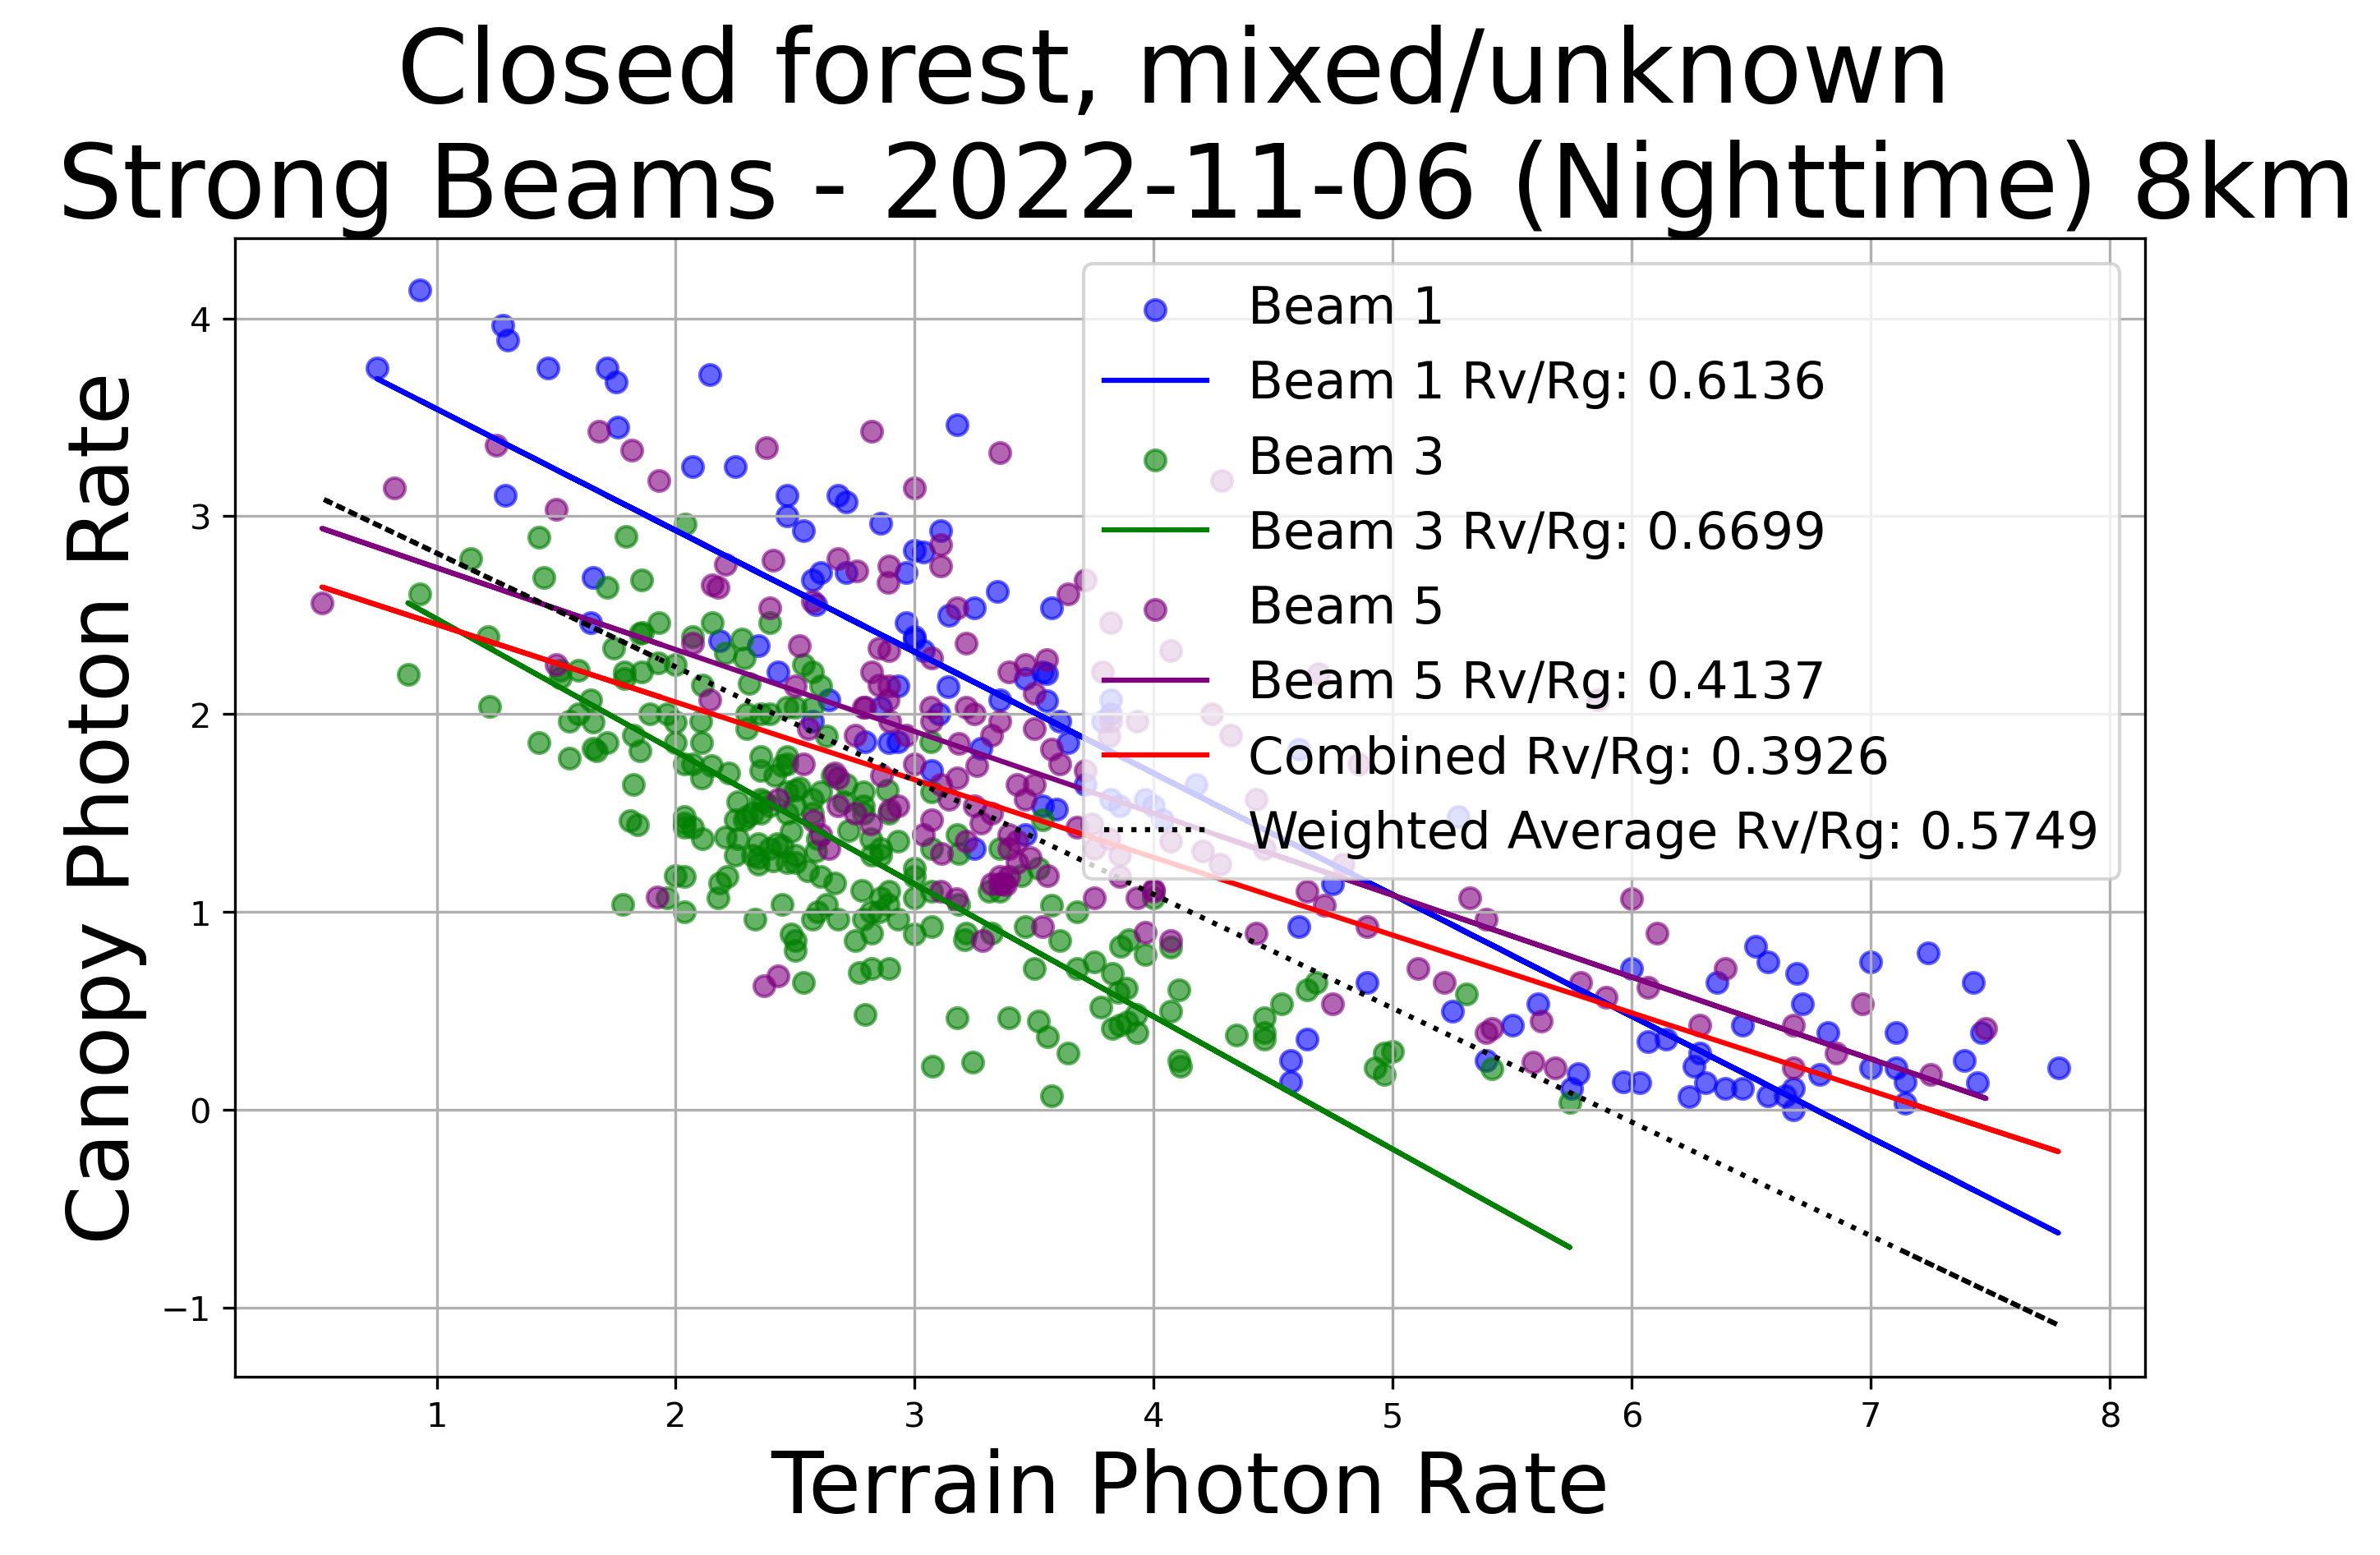 Closed forest, mixed/unknown
Strong Beams - 2022-11-06 (Nighttime) 8km
Canopy Photon Rate
4
3
2
1
0
−1
Beam 1
Beam 1 Rv/Rg: 0.6136
Beam 3
Beam 3 Rv/Rg: 0.6699
Beam 5
Beam 5 Rv/Rg: 0.4137
Combined Rv/Rg: 0.3926
Weighted Average Rv/Rg: 0.5749
1 2 3 4 5 6 7 8
Terrain Photon Rate